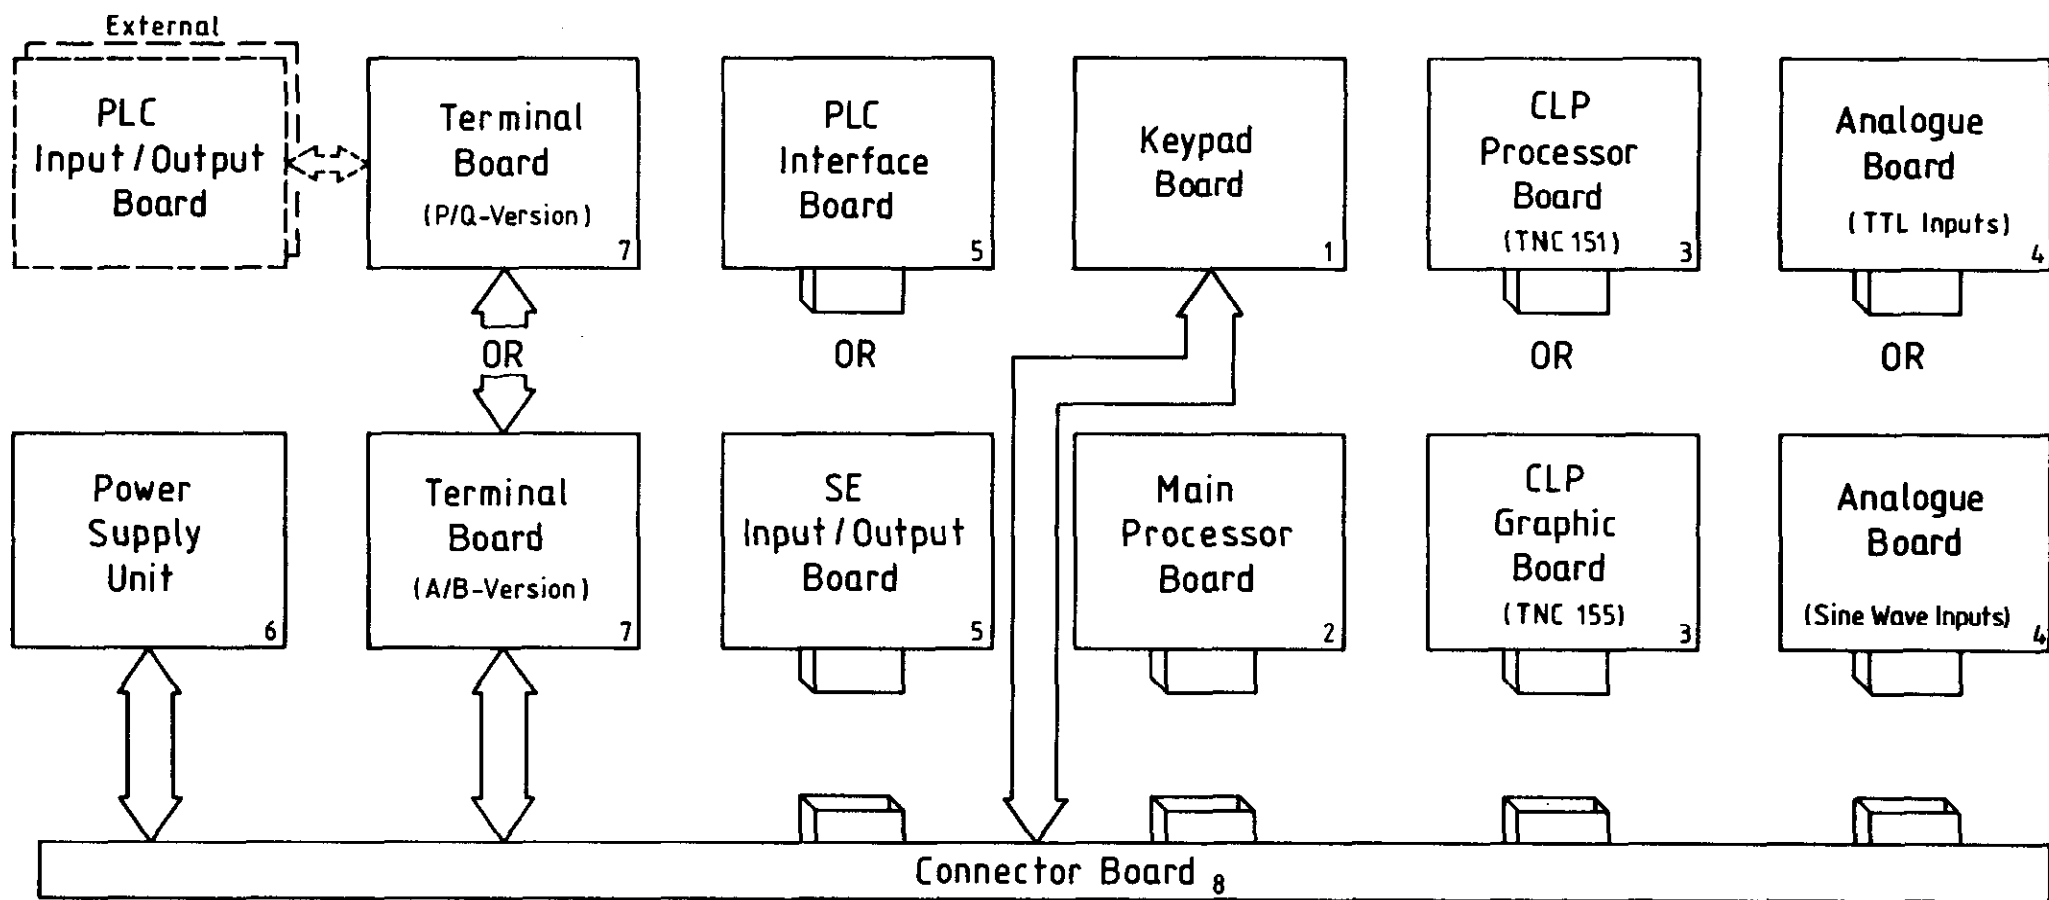 External
PLC
Input/Output
Board
Terminal
Board
(P/Q-Version)
7
PLC
Interface
Board
5
Keypad
Board
1
CLP
Processor
Board
(TNC 151)
3
Analogue
Board
(TTL Inputs)
4
OR
OR
OR
OR
Power
Supply
Unit
6
Terminal
Board
(A/B-Version)
7
SE
Input/Output
Board
5
Main
Processor
Board
2
CLP
Graphic
Board
(TNC 155)
3
Analogue
Board
(Sine Wave Inputs)
4
Connector Board 8